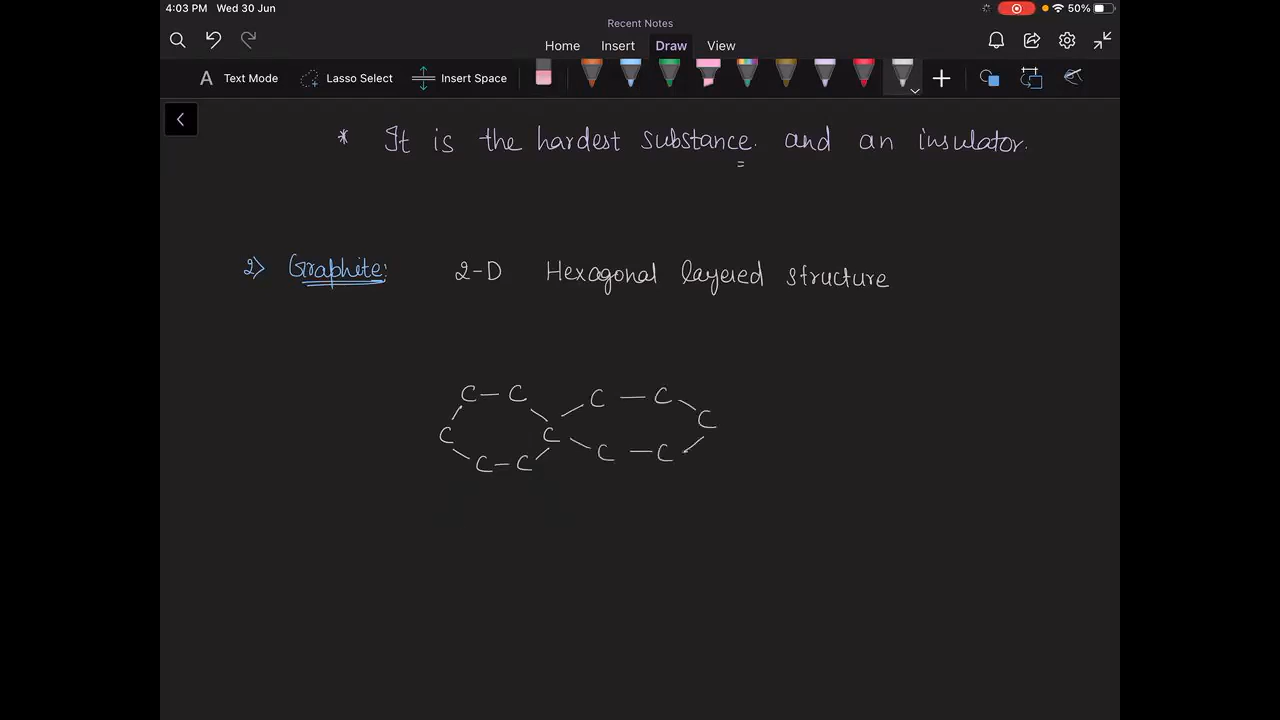 4:03 PM Wed 30 Jun
50%
Recent Notes
Home Insert Draw View
A Text Mode Lasso Select Insert Space
* It is the hardest substance. and an insulator.
2) Graphite: 2-D Hexagonal layered structure
C - C C - C
C C C
C - C C - C